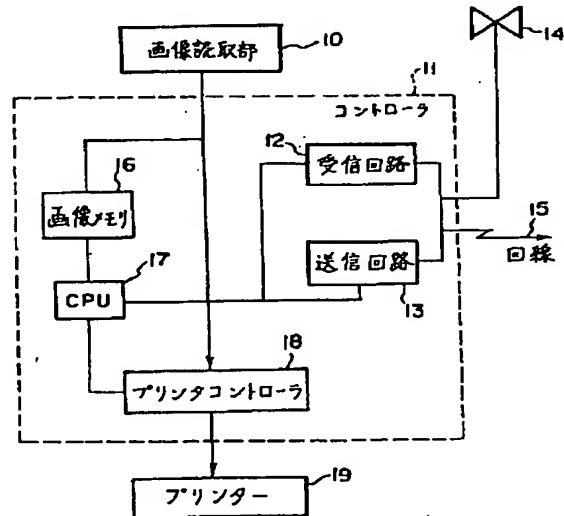 画像読取部
10
14
11
コントローラ
12
受信回路
16
画像メモリ
15
回線
17
CPU
送信回路
13
18
プリンタコントローラ
19
プリンター